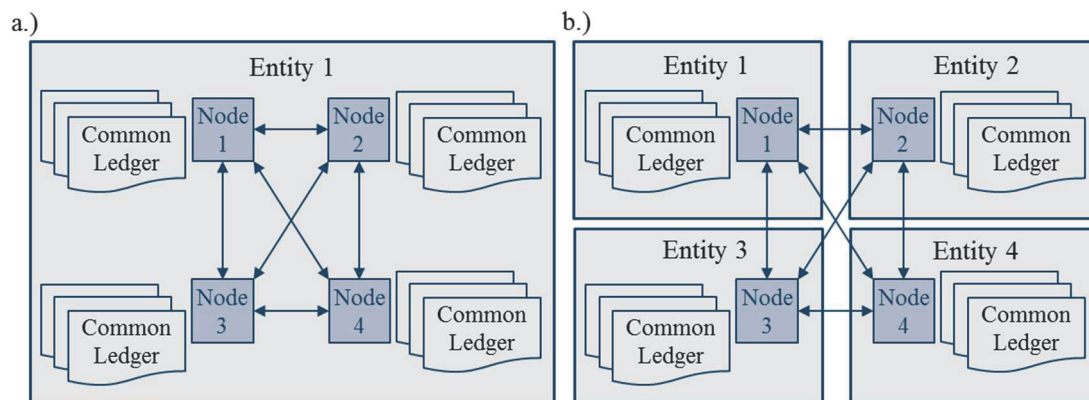 a.)
Entity 1
Common
Ledger
Node
1
Node
2
Common
Ledger
Common
Ledger
Node
3
Node
4
Common
Ledger
b.)
Entity 1
Common
Ledger
Node
1
Entity 2
Node
2
Common
Ledger
Entity 3
Common
Ledger
Node
3
Entity 4
Node
4
Common
Ledger